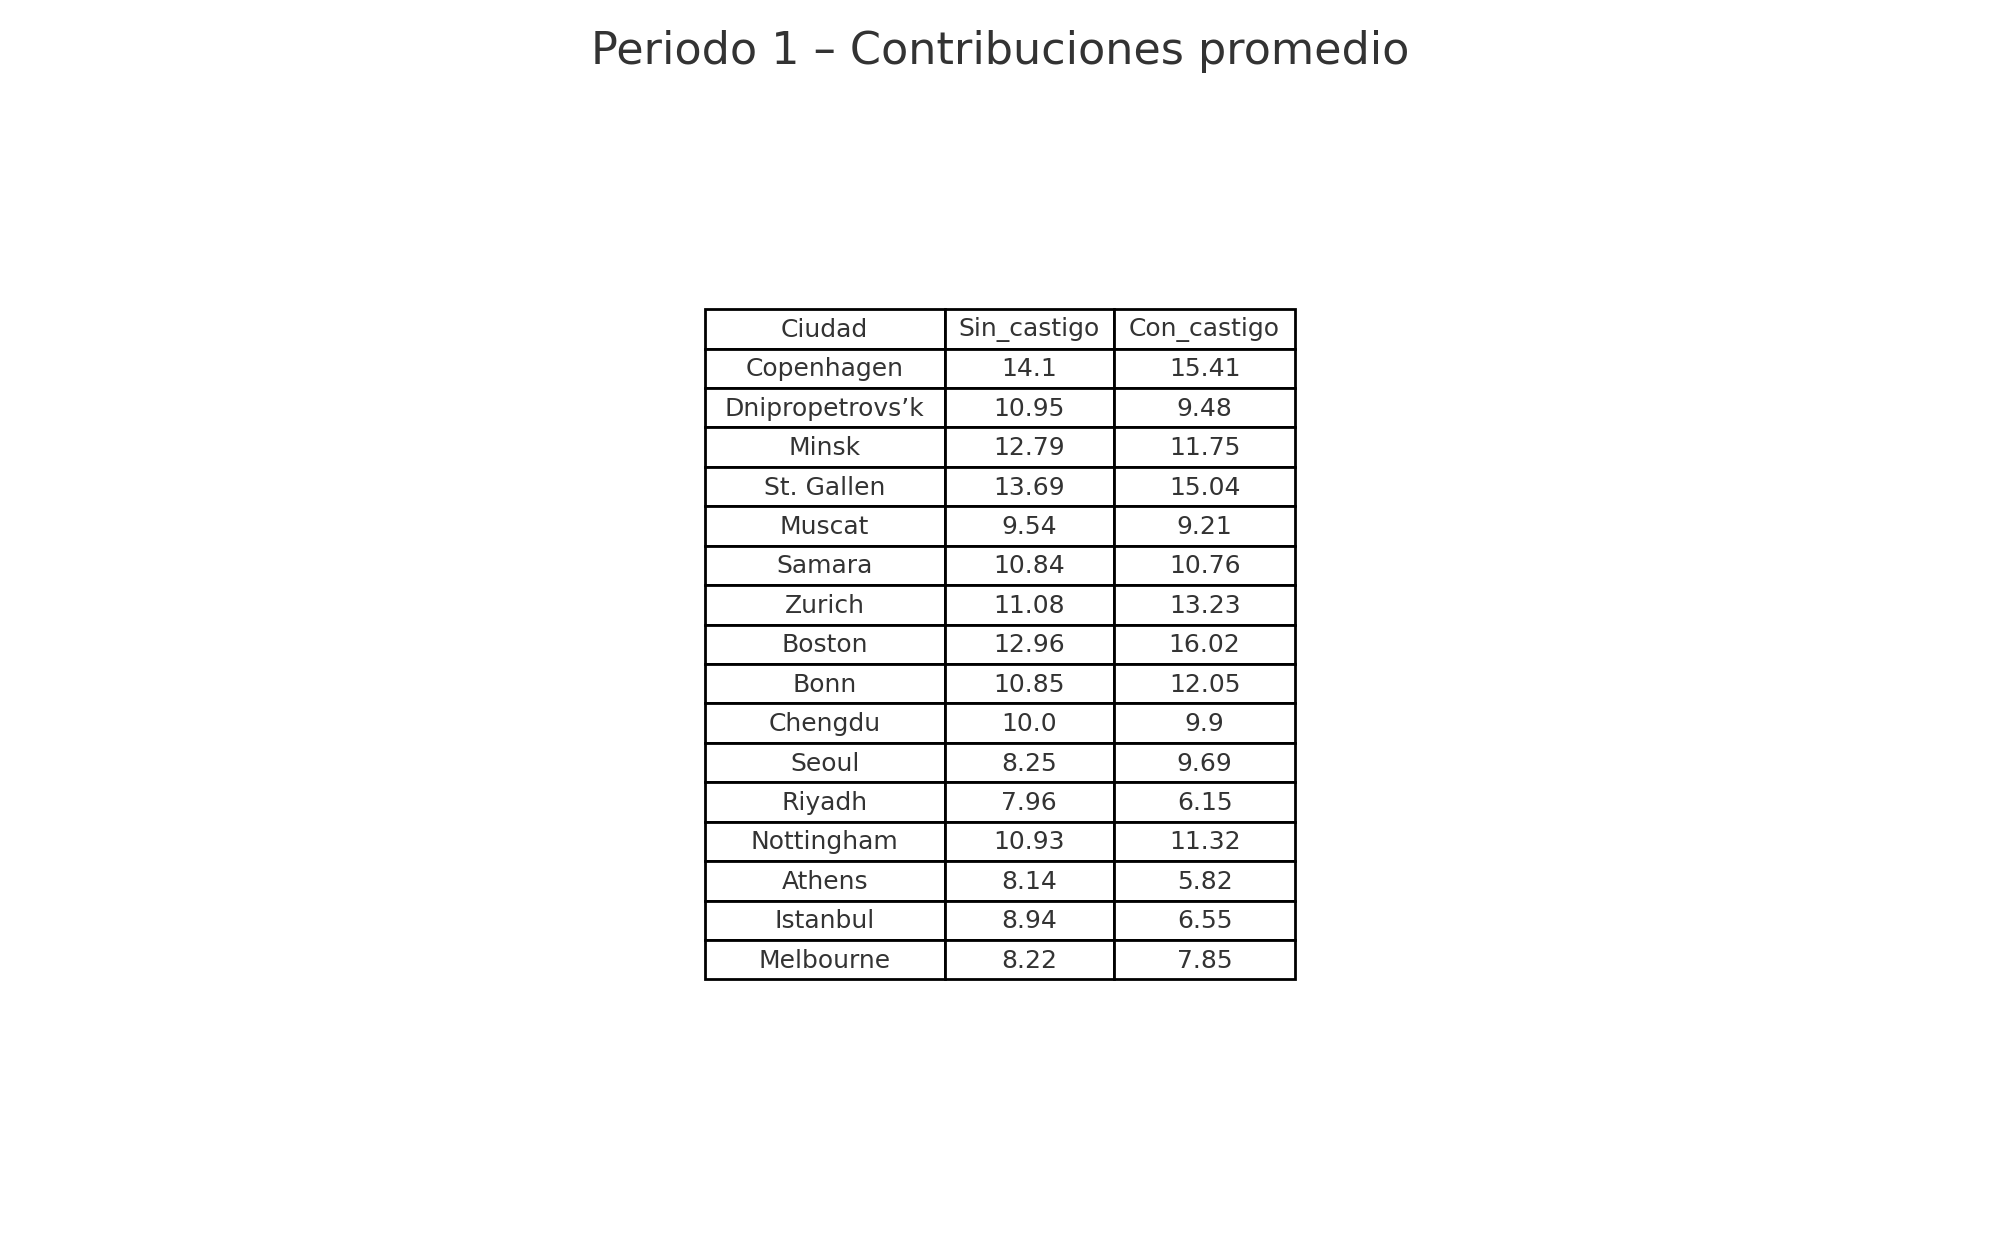 Periodo 1 – Contribuciones promedio
Ciudad Sin_castigo Con_castigo
Copenhagen 14.1 15.41
Dnipropetrovs’k 10.95 9.48
Minsk 12.79 11.75
St. Gallen 13.69 15.04
Muscat 9.54 9.21
Samara 10.84 10.76
Zurich 11.08 13.23
Boston 12.96 16.02
Bonn 10.85 12.05
Chengdu 10.0 9.9
Seoul 8.25 9.69
Riyadh 7.96 6.15
Nottingham 10.93 11.32
Athens 8.14 5.82
Istanbul 8.94 6.55
Melbourne 8.22 7.85